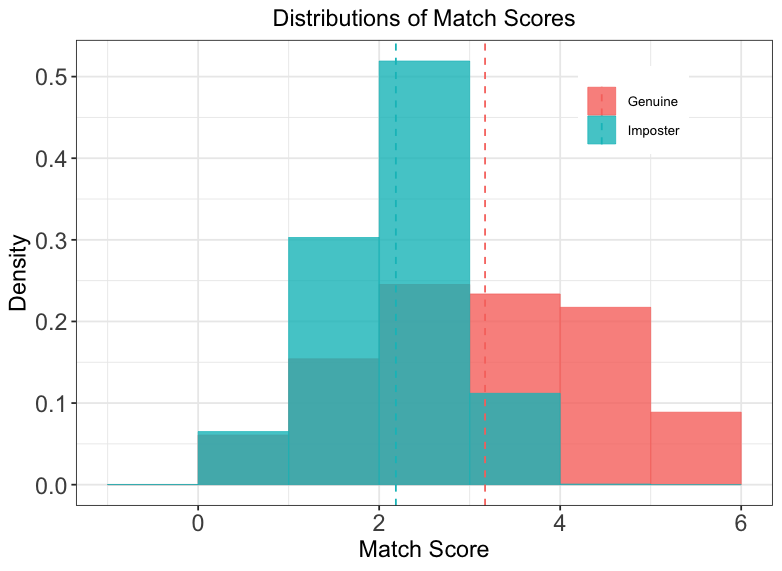 Distributions of Match Scores
Density
0.5
0.4
0.3
0.2
0.1
0.0
Genuine
Imposter
0 2 4 6
Match Score